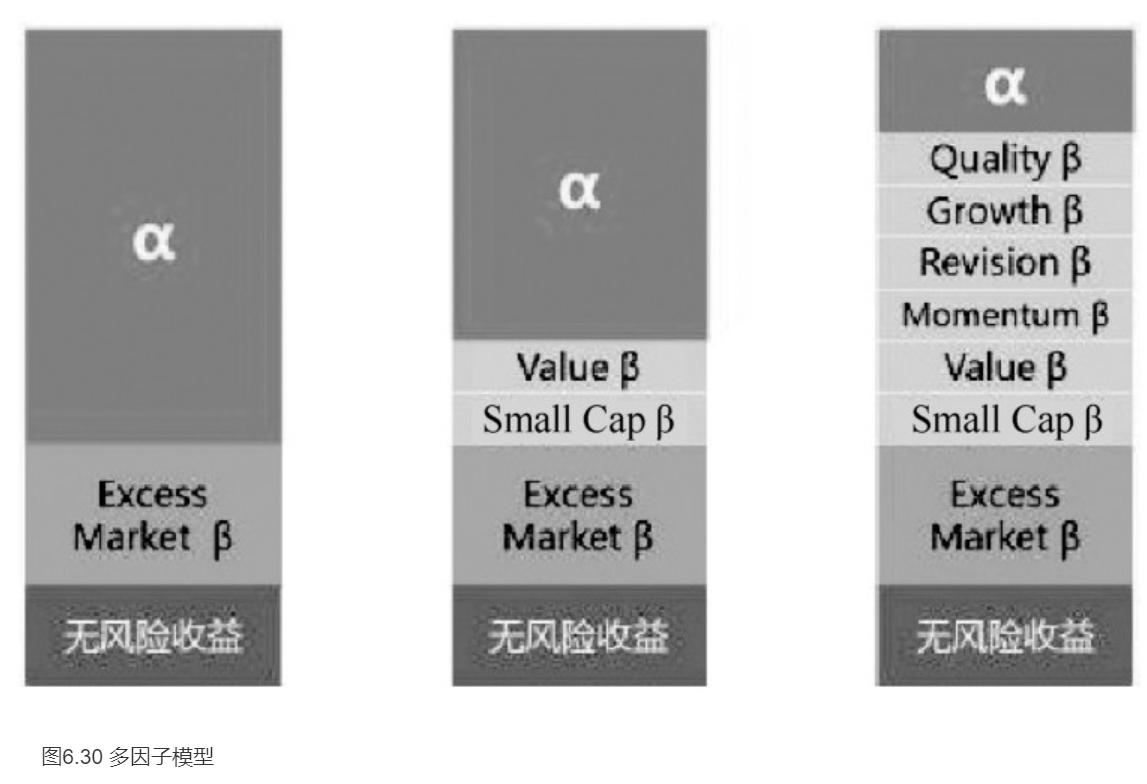 α
Excess
Market β
无风险收益
α
Value β
Small Cap β
Excess
Market β
无风险收益
α
Quality β
Growth β
Revision β
Momentum β
Value β
Small Cap β
Excess
Market β
无风险收益
图6.30 多因子模型